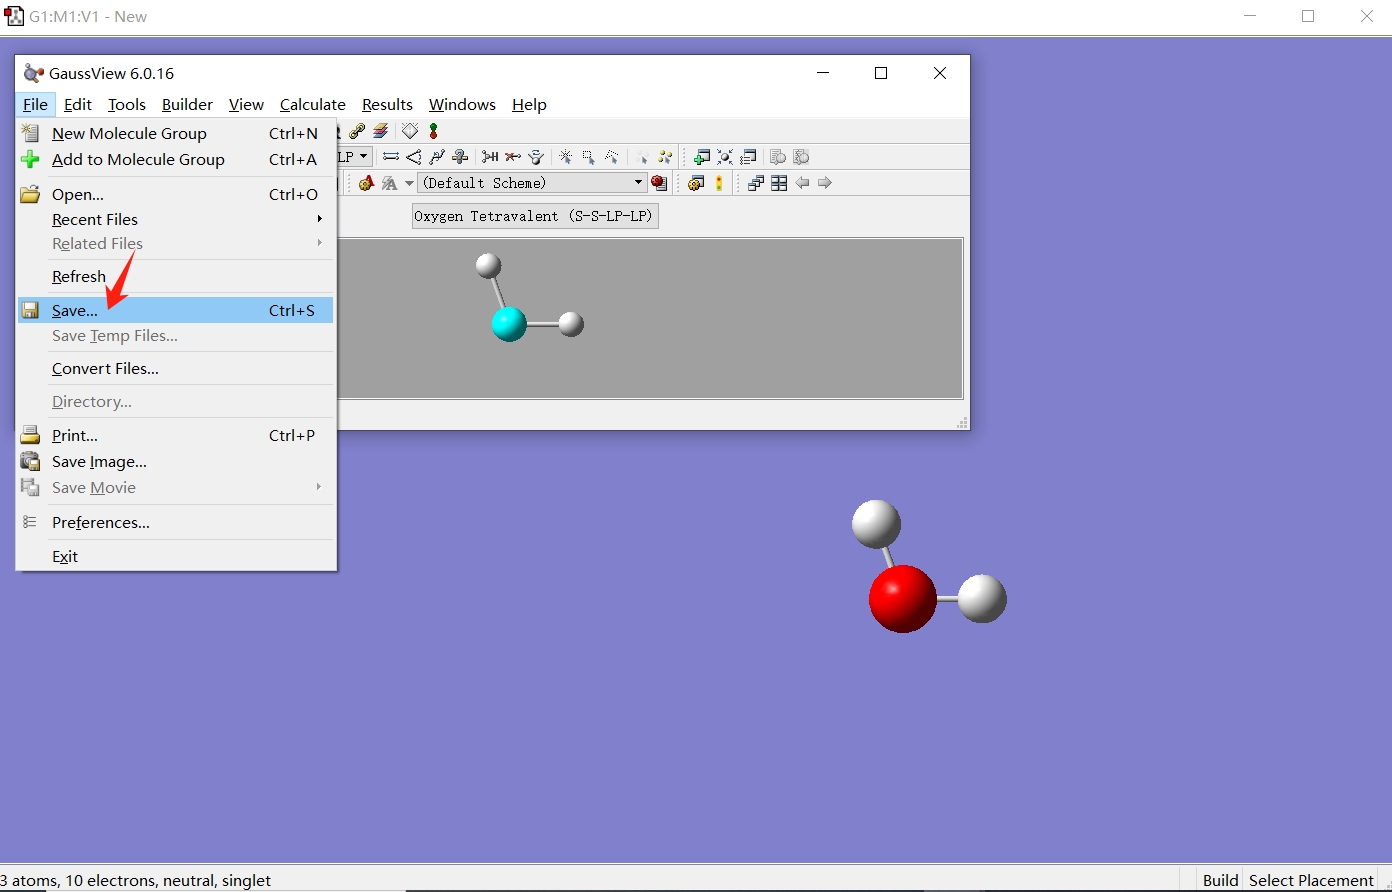 G1:M1:V1 - New
GaussView 6.0.16
File Edit Tools Builder View Calculate Results Windows Help
New Molecule Group Ctrl+N
Add to Molecule Group Ctrl+A
LP
Open... Ctrl+O
(Default Scheme)
Recent Files
Oxygen Tetravalent (S-S-LP-LP)
Related Files
Refresh
Save... Ctrl+S
Save Temp Files...
Convert Files...
Directory...
Print... Ctrl+P
Save Image...
Save Movie
Preferences...
Exit
3 atoms, 10 electrons, neutral, singlet
Build Select Placement